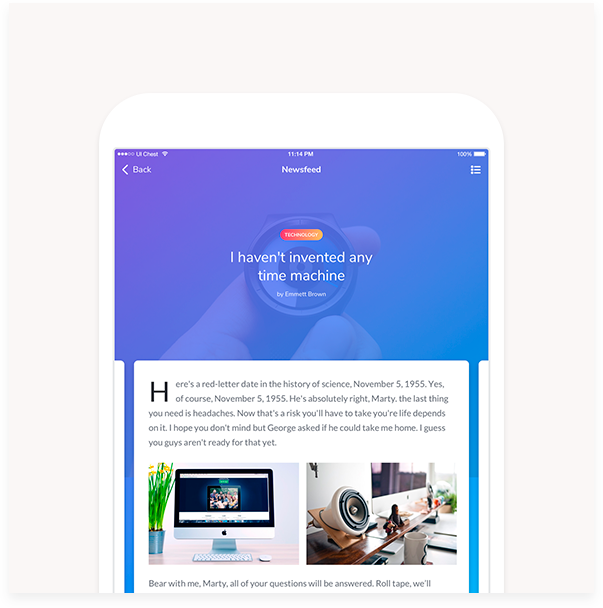 UI Chest 11:14 PM 100%
Back Newsfeed
TECHNOLOGY
I haven't invented any
time machine
by Emmett Brown
Here's a red-letter date in the history of science, November 5, 1955. Yes,
of course, November 5, 1955. He's absolutely right, Marty. the last thing
you need is headaches. Now that's a risk you'll have to take you're life depends
on it. I hope you don't mind but George asked if he could take me home. I guess
you guys aren't ready for that yet.
Bear with me, Marty, all of your questions will be answered. Roll tape, we'll